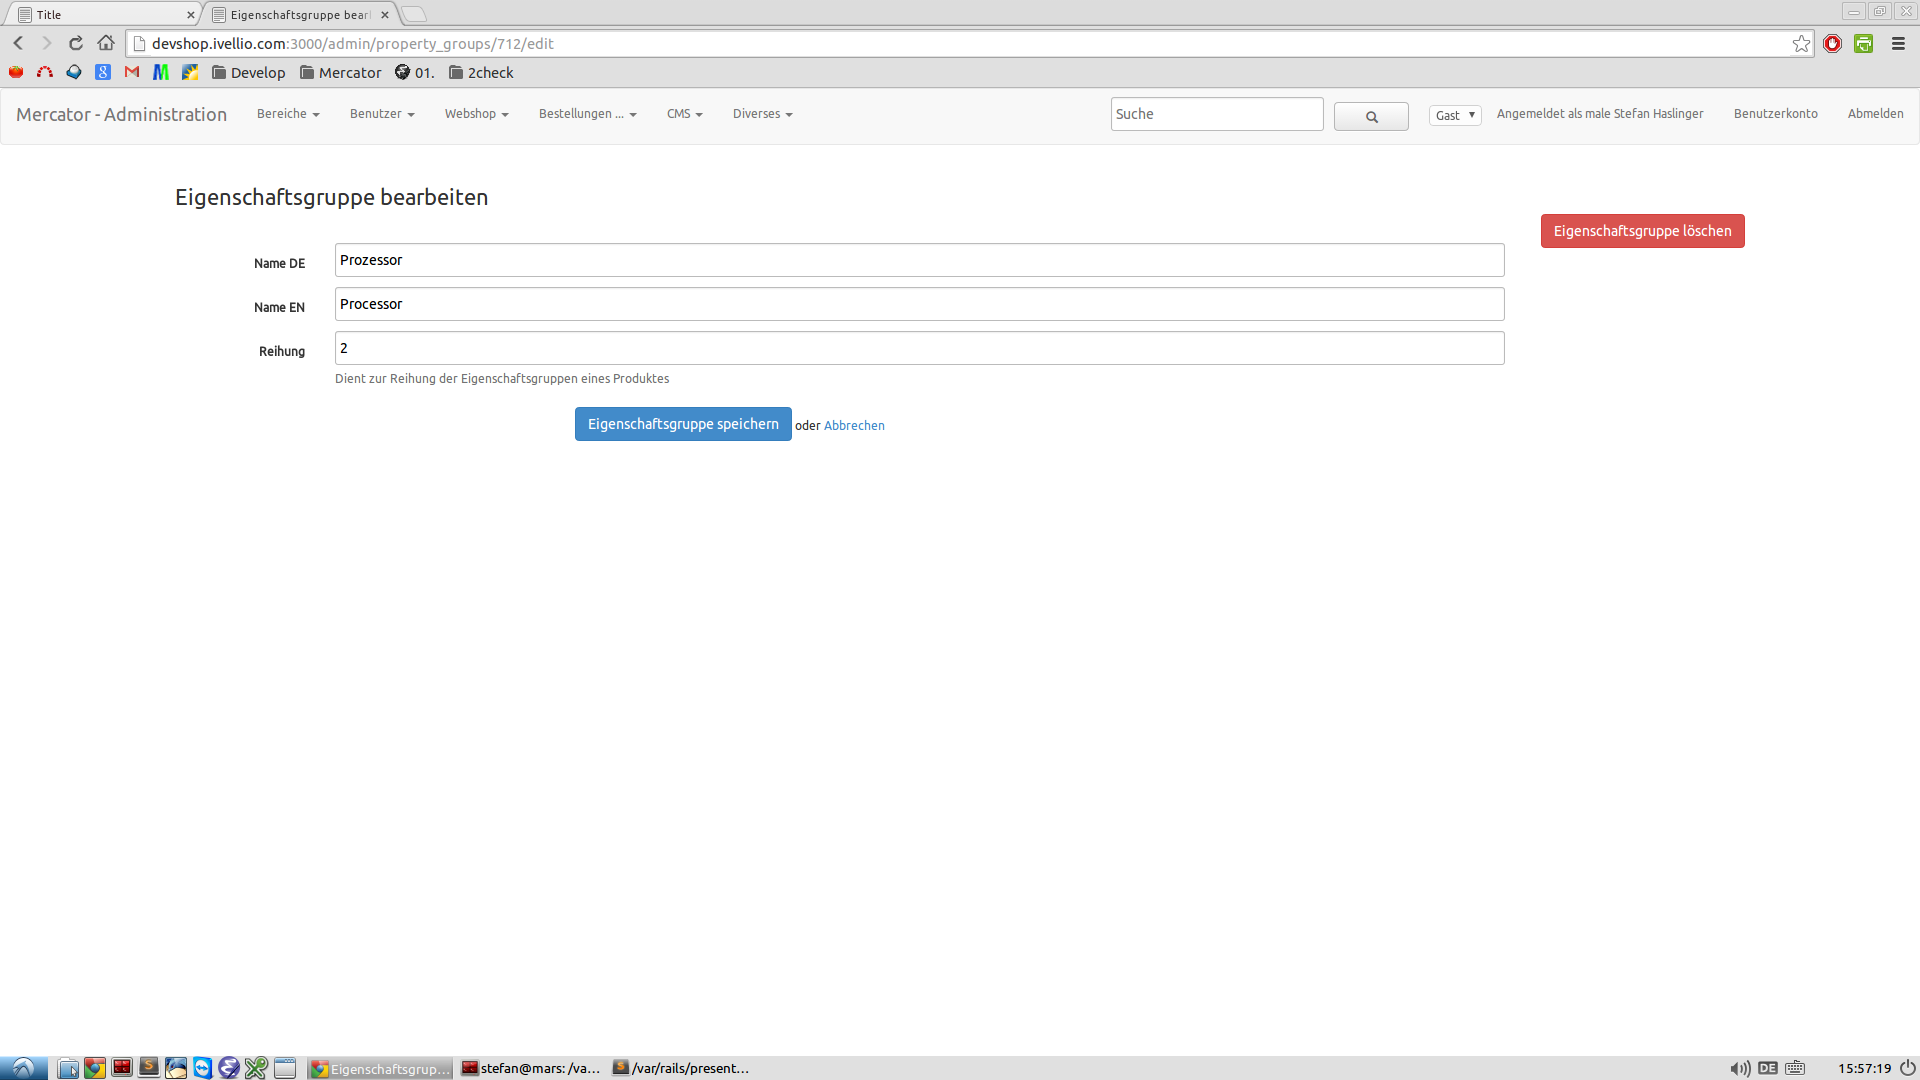 Title
Eigenschaftsgruppe bear
devshop.ivellio.com:3000/admin/property_groups/712/edit
Develop
Mercator
01.
2check
Mercator - Administration
Bereiche
Benutzer
Webshop
Bestellungen ...
CMS
Diverses
Suche
Gast
Angemeldet als male Stefan Haslinger
Benutzerkonto
Abmelden
Eigenschaftsgruppe bearbeiten
Eigenschaftsgruppe löschen
Name DE
Prozessor
Name EN
Processor
Reihung
2
Dient zur Reihung der Eigenschaftsgruppen eines Produktes
Eigenschaftsgruppe speichern oder Abbrechen
Eigenschaftsgrup...
stefan@mars: /va...
/var/rails/present...
DE
15:57:19